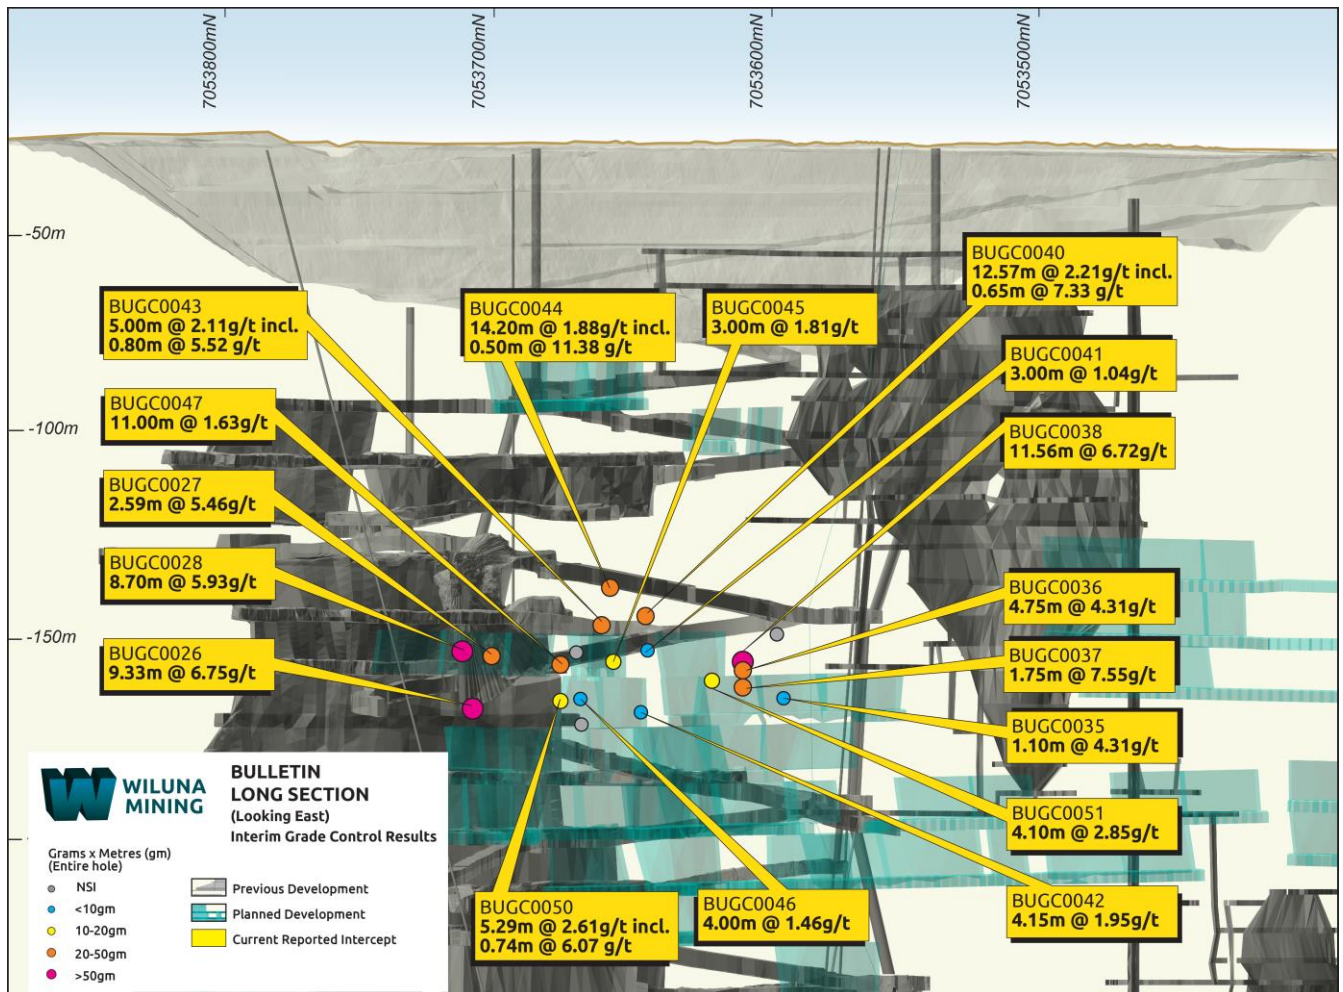 7053800mN
7053700mN
7053600mN
7053500mN
-50m
-100m
-150m
BUGC0040
12.57m @ 2.21g/t incl.
0.65m @ 7.33 g/t
BUGC0043
5.00m @ 2.11g/t incl.
0.80m @ 5.52 g/t
BUGC0044
14.20m @ 1.88g/t incl.
0.50m @ 11.38 g/t
BUGC0045
3.00m @ 1.81g/t
BUGC0041
3.00m @ 1.04g/t
BUGC0047
11.00m @ 1.63g/t
BUGC0038
11.56m @ 6.72g/t
BUGC0027
2.59m @ 5.46g/t
BUGC0028
8.70m @ 5.93g/t
BUGC0036
4.75m @ 4.31g/t
BUGC0026
9.33m @ 6.75g/t
BUGC0037
1.75m @ 7.55g/t
BUGC0035
1.10m @ 4.31g/t
BUGC0051
4.10m @ 2.85g/t
BUGC0042
4.15m @ 1.95g/t
BUGC0050
5.29m @ 2.61g/t incl.
0.74m @ 6.07 g/t
BUGC0046
4.00m @ 1.46g/t
WILUNA
MINING
BULLETIN
LONG SECTION
(Looking East)
Interim Grade Control Results
Grams x Metres (gm)
(Entire hole)
NSI
<10gm
10-20gm
20-50gm
>50gm
Previous Development
Planned Development
Current Reported Intercept